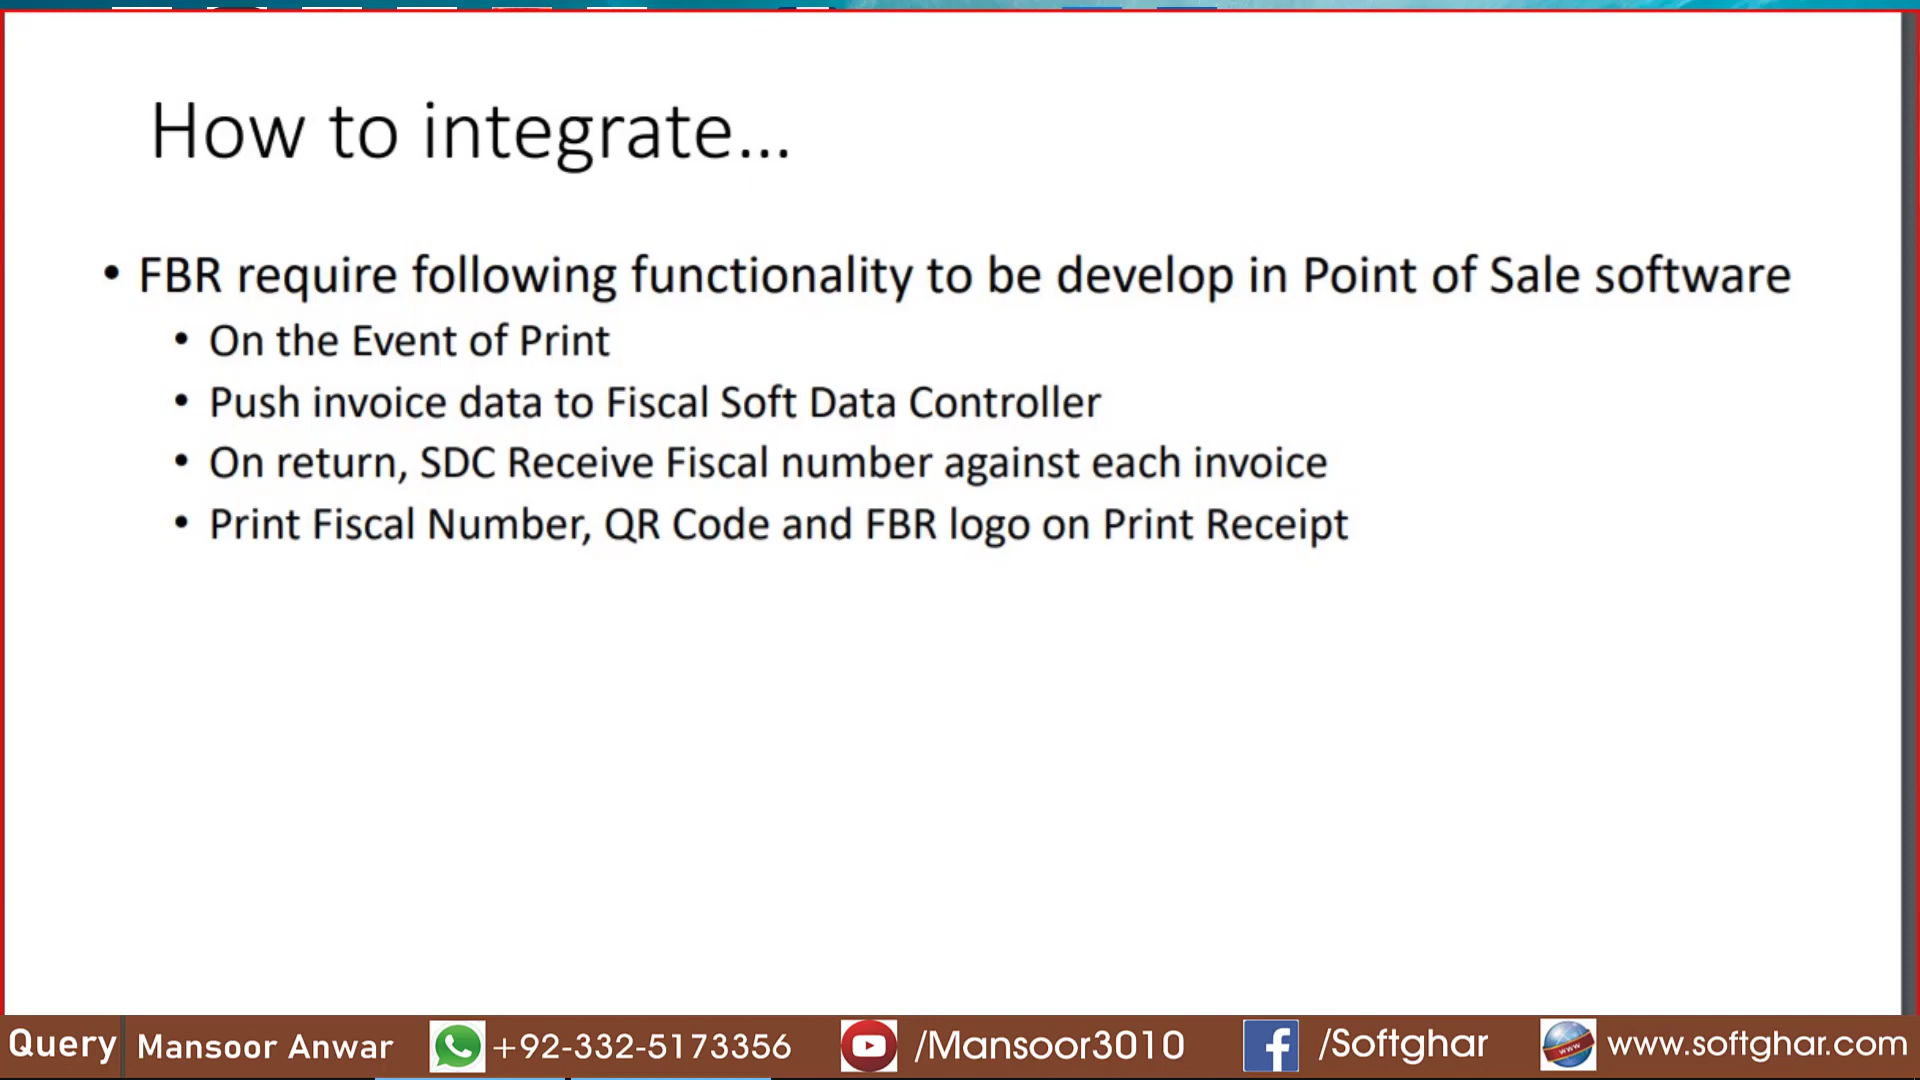 How to integrate...
• FBR require following functionality to be develop in Point of Sale software
• On the Event of Print
• Push invoice data to Fiscal Soft Data Controller
• On return, SDC Receive Fiscal number against each invoice
• Print Fiscal Number, QR Code and FBR logo on Print Receipt
Query Mansoor Anwar +92-332-5173356 /Mansoor3010 /Softghar www www.softghar.com